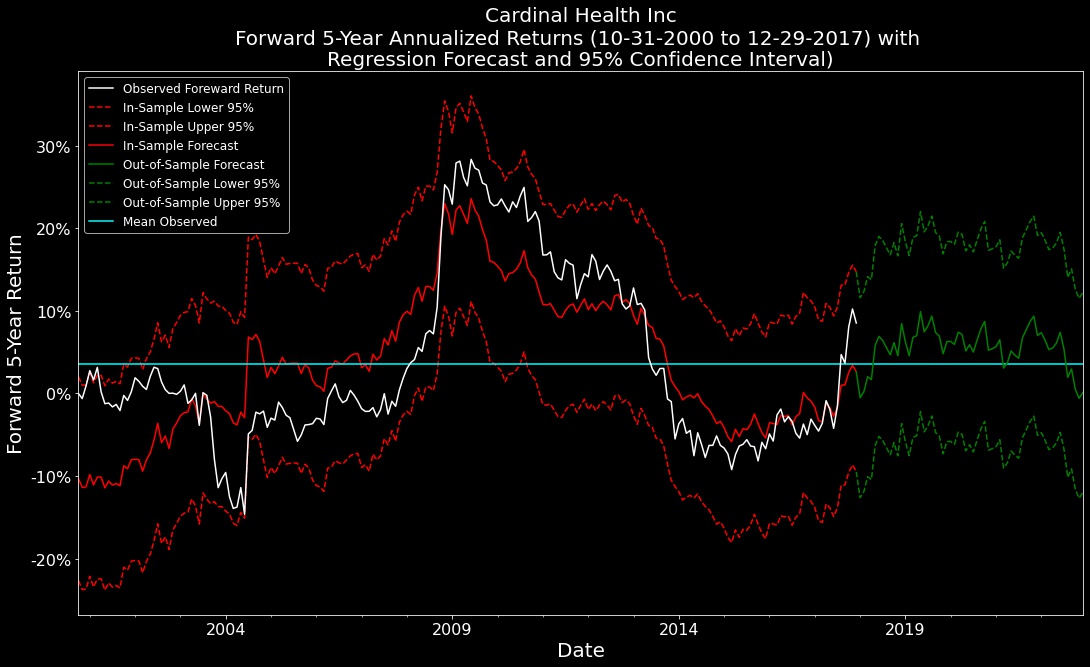 Cardinal Health Inc
Forward 5-Year Annualized Returns (10-31-2000 to 12-29-2017) with
Regression Forecast and 95% Confidence Interval)
Observed Foreward Return
In-Sample Lower 95%
In-Sample Upper 95%
In-Sample Forecast
Out-of-Sample Forecast
Out-of-Sample Lower 95%
Out-of-Sample Upper 95%
Mean Observed
Forward 5-Year Return
30%
20%
10%
0%
-10%
-20%
2004
2009
2014
2019
Date